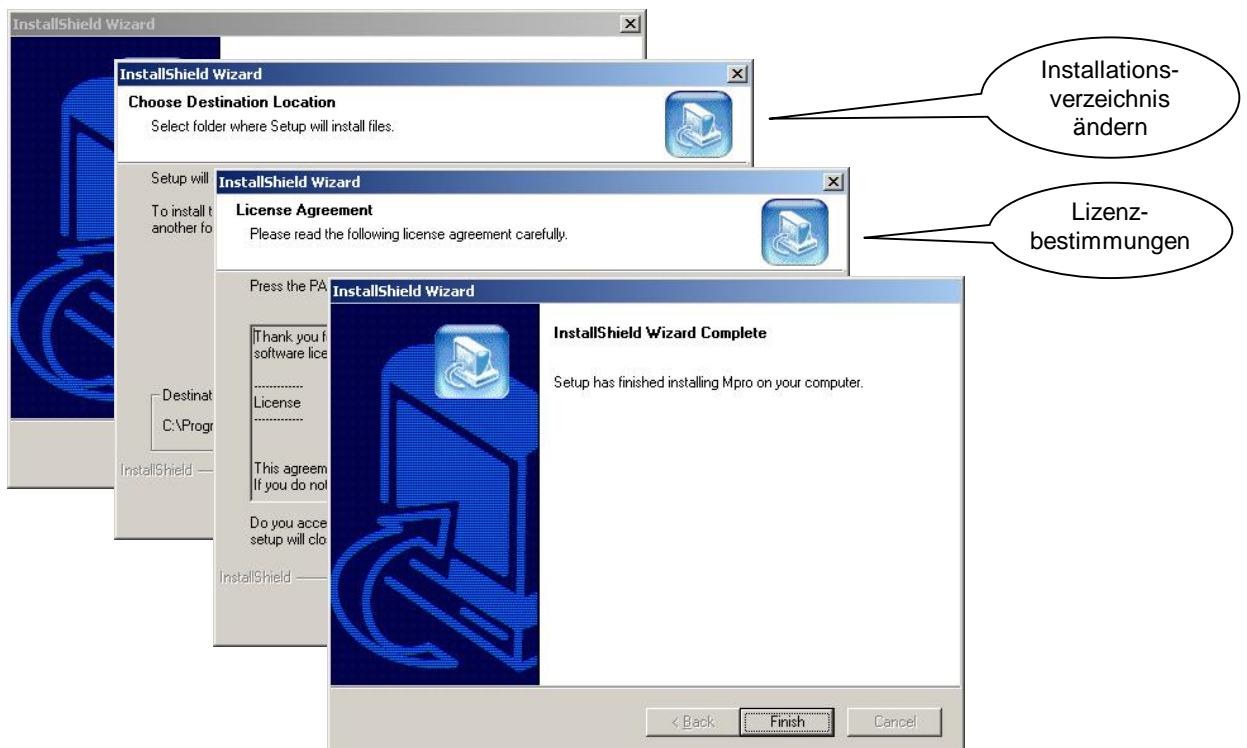 InstallShield Wizard
InstallShield Wizard
Choose Destination Location
Select folder where Setup will install files.
Setup will
To install
another
Destinat
C:\Progr
InstallShield
InstallShield Wizard
License Agreement
Please read the following license agreement carefully.
Press the PA
Thank you
software lice
------------
License
------------
This agreem
If you do not
Do you acce
setup will clo
InstallShield
InstallShield Wizard
InstallShield Wizard Complete
Setup has finished installing Mpro on your computer.
< Back
Finish
Cancel
Installations-
verzeichnis
ändern
Lizenz-
bestimmungen